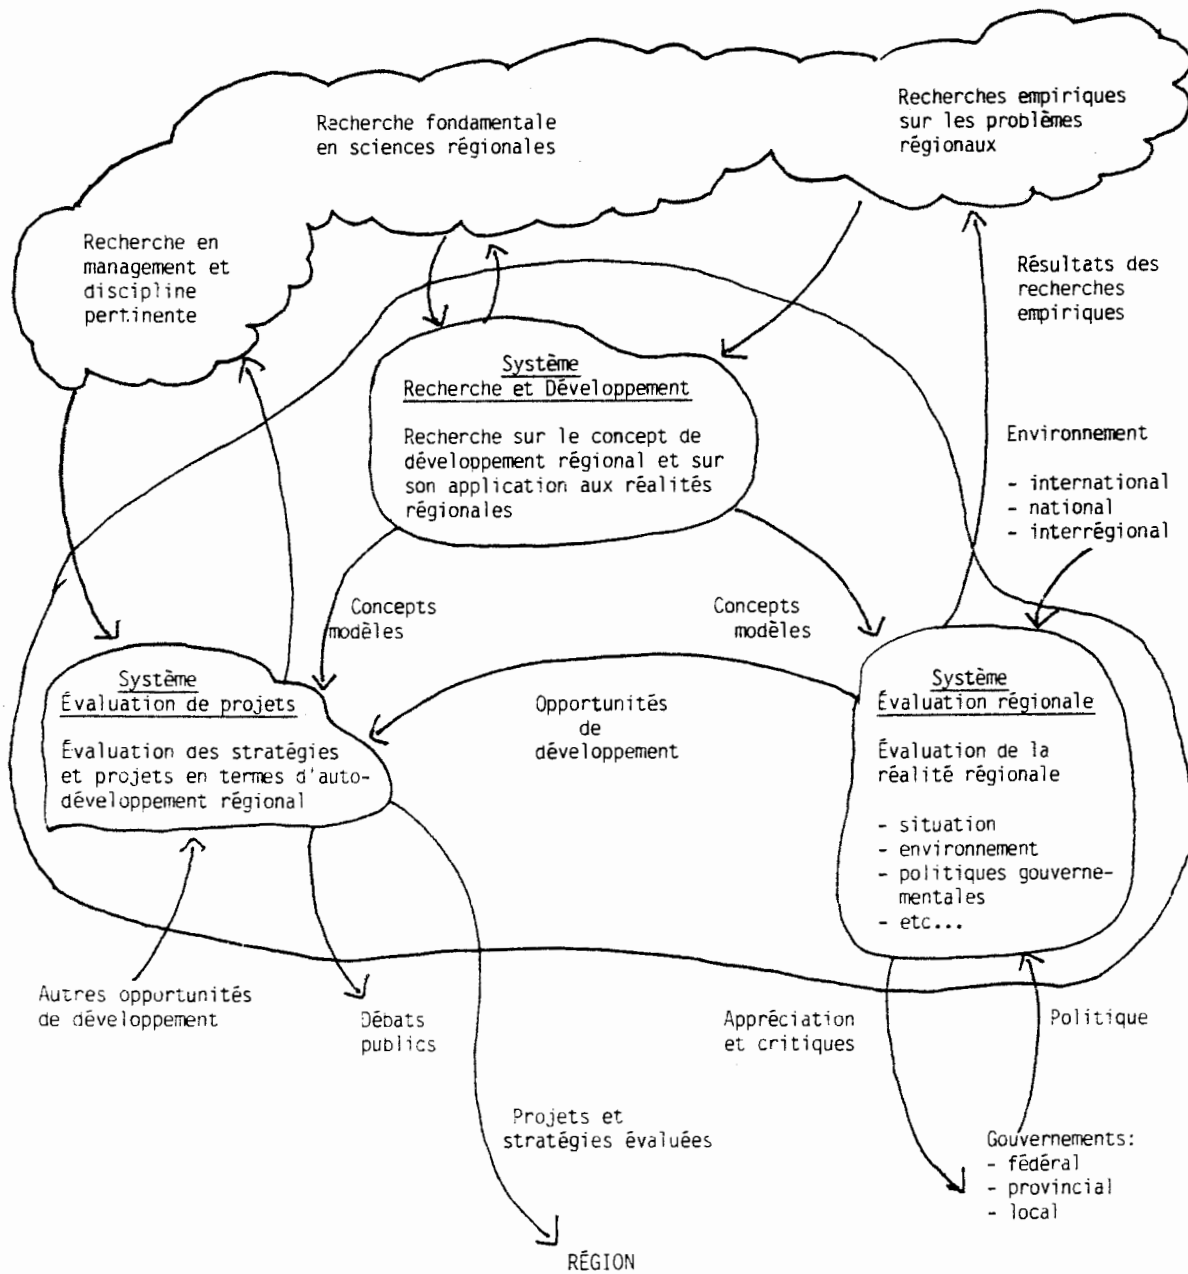 Recherche fondamentale
en sciences régionales
Recherches empiriques
sur les problèmes
régionaux
Recherche en
management et
discipline
pertinente
Résultats des
recherches
empiriques
Système
Recherche et Développement
Recherche sur le concept de
développement régional et sur
son application aux réalités
régionales
Environnement
- international
- national
- interrégional
Concepts
modèles
Concepts
modèles
Système
Évaluation de projets
Évaluation des stratégies
et projets en termes d'auto-
développement régional
Opportunités
de
développement
Système
Évaluation régionale
Évaluation de la
réalité régionale
- situation
- environnement
- politiques gouverne-
mentales
- etc...
Autres opportunités
de développement
Débats
publics
Appréciation
et critiques
Politique
Projets et
stratégies évaluées
Gouvernements:
- fédéral
- provincial
- local
RÉGION